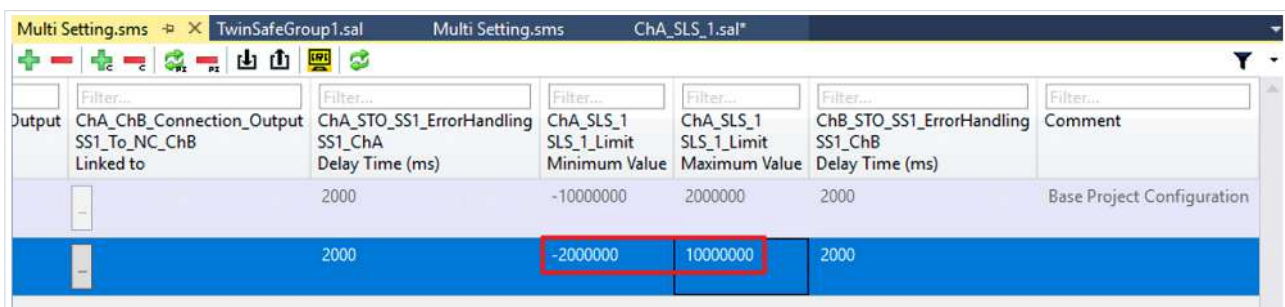 Multi Setting.sms TwinSafeGroup1.sal Multi Setting.sms ChA_SLS_1.sal*
Filter... Filter... Filter... Filter... Filter... Filter...
Output ChA_ChB_Connection_Output ChA_STO_SS1_ErrorHandling ChA_SLS_1 ChA_SLS_1 ChB_STO_SS1_ErrorHandling Comment
SS1_To_NC_ChB SS1_ChA SLS_1_Limit SLS_1_Limit SS1_ChB
Linked to Delay Time (ms) Minimum Value Maximum Value Delay Time (ms)
... 2000 -10000000 2000000 2000 Base Project Configuration
... 2000 -2000000 10000000 2000